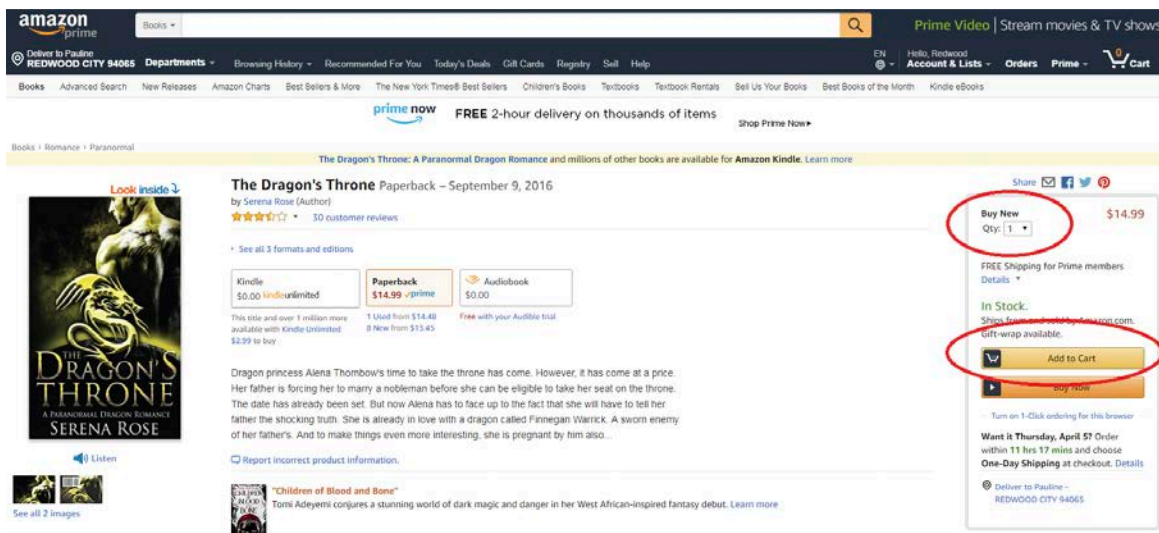 amazon
prime
Books
Prime Video | Stream movies & TV shows
Deliver to Pauline
REDWOOD CITY 94065
Departments
Browsing History
Recommended For You
Today's Deals
Gift Cards
Registry
Sell
Help
EN
Hello, Redwood
Account & Lists
Orders
Prime
0
Cart
Books
Advanced Search
New Releases
Amazon Charts
Best Sellers & More
The New York Times® Best Sellers
Children's Books
Textbooks
Textbook Rentals
Sell Us Your Books
Best Books of the Month
Kindle eBooks
prime now
FREE 2-hour delivery on thousands of items
Shop Prime Now▸
Books › Romance › Paranormal
The Dragon's Throne: A Paranormal Dragon Romance and millions of other books are available for Amazon Kindle. Learn more
Look inside
THE
DRAGON'S
THRONE
A PARANORMAL DRAGON ROMANCE
SERENA ROSE
Listen
See all 2 images
The Dragon's Throne Paperback – September 9, 2016
by Serena Rose (Author)
30 customer reviews
› See all 3 formats and editions
Kindle
$0.00 kindleunlimited
This title and over 1 million more
available with Kindle Unlimited
$2.99 to buy
Paperback
$14.99 ✓prime
1 Used from $14.48
8 New from $13.45
Audiobook
$0.00
Free with your Audible trial
Dragon princess Alena Thornbow's time to take the throne has come. However, it has come at a price.
Her father is forcing her to marry a nobleman before she can be eligible to take her seat on the throne.
The date has already been set. But now Alena has to face up to the fact that she will have to tell her
father the shocking truth. She is already in love with a dragon called Finnegan Warrick. A sworn enemy
of her father's. And to make things even more interesting, she is pregnant by him also...
Report incorrect product information.
CHILDREN
BLOOD
BONE
"Children of Blood and Bone"
Tomi Adeyemi conjures a stunning world of dark magic and danger in her West African-inspired fantasy debut. Learn more
Share
Buy New
$14.99
Qty: 1
FREE Shipping for Prime members
Details
In Stock.
Ships from and sold by Amazon.com.
Gift-wrap available.
Add to Cart
Buy Now
Turn on 1-Click ordering for this browser
Want it Thursday, April 5? Order
within 11 hrs 17 mins and choose
One-Day Shipping at checkout. Details
Deliver to Pauline -
REDWOOD CITY 94065